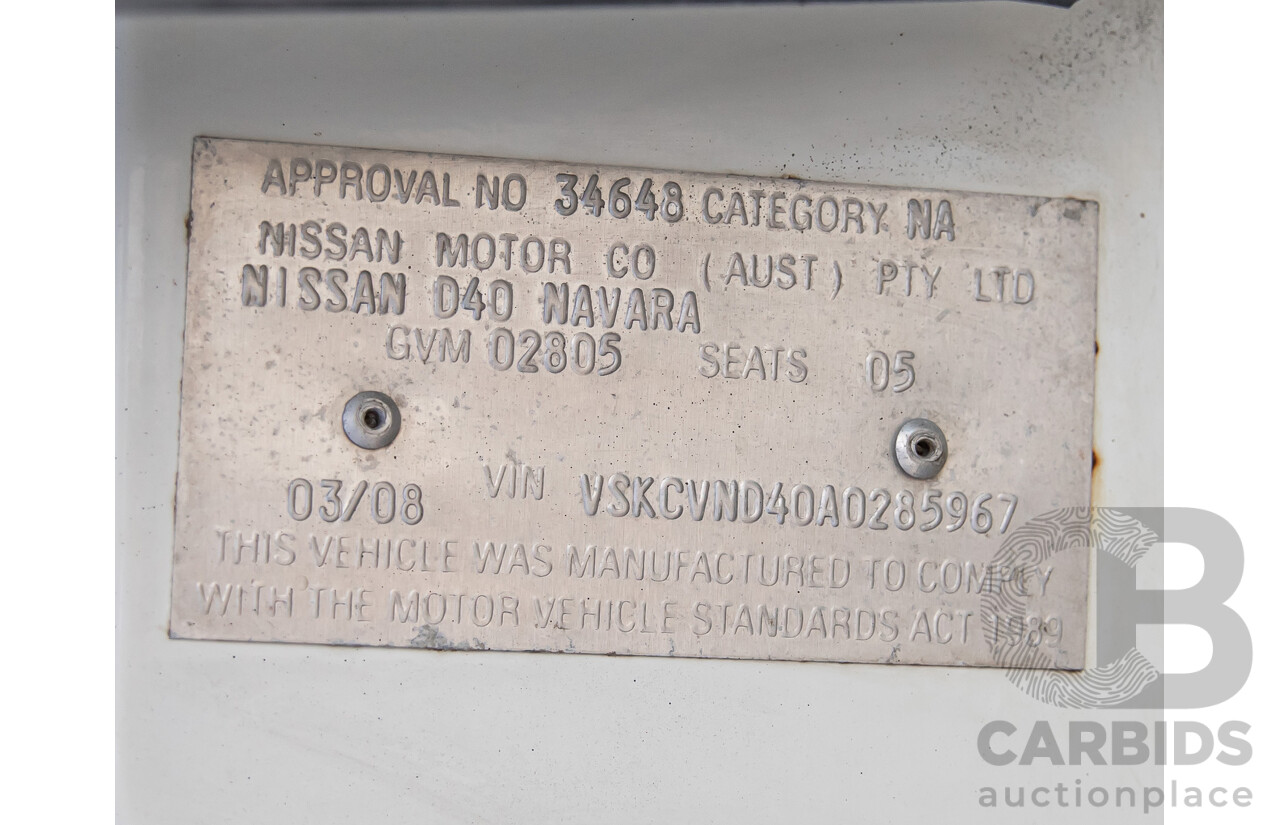 APPROVAL NO 34648 CATEGORY NA
NISSAN MOTOR CO (AUST) PTY LTD
NISSAN D40 NAVARA
GVM 02805 SEATS 05
03/08 VIN VSKCVND40A0285967
THIS VEHICLE WAS MANUFACTURED TO COMPLY
WITH THE MOTOR VEHICLE STANDARDS ACT 1989
CB
CARBIDS
auctionplace